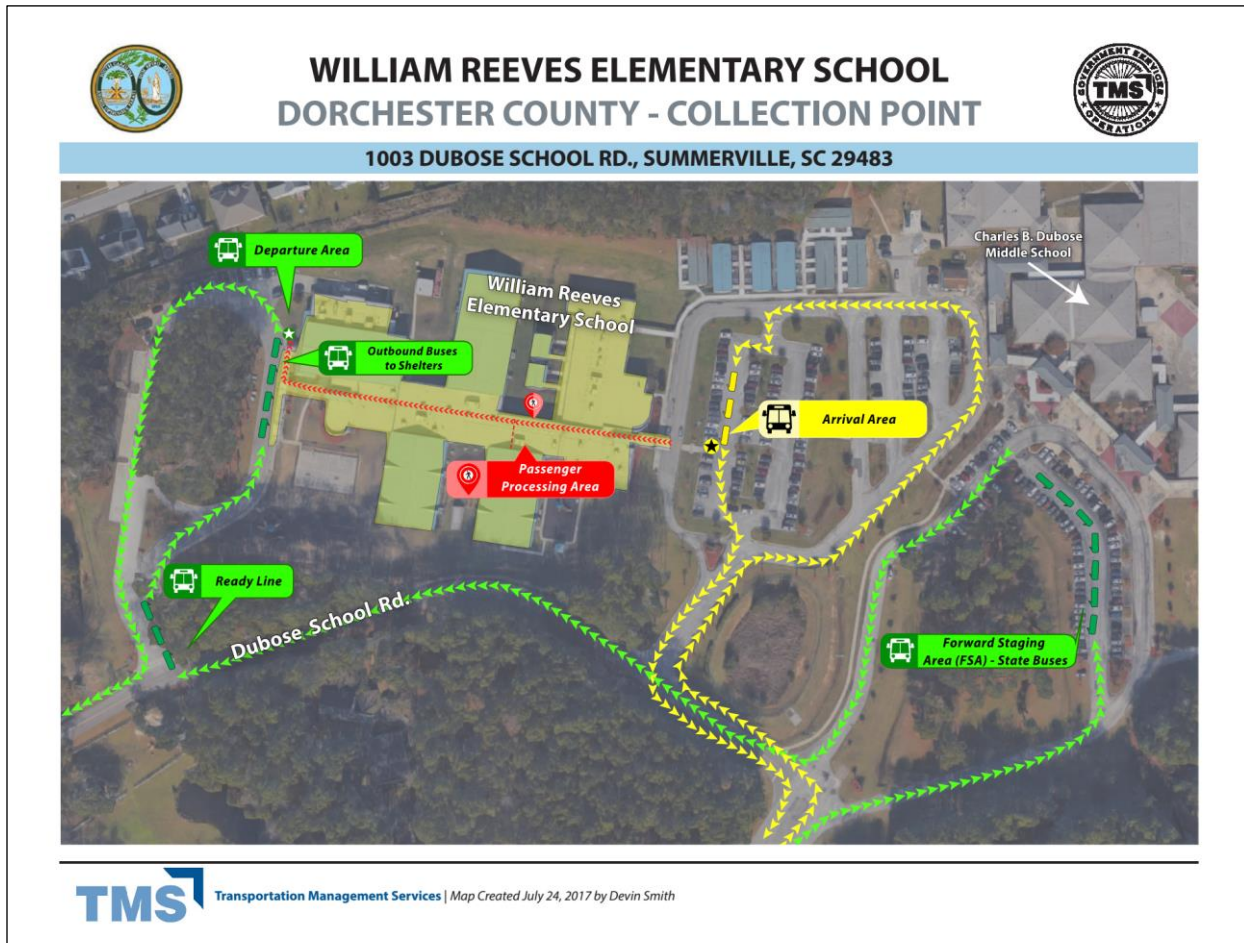 WILLIAM REEVES ELEMENTARY SCHOOL
DORCHESTER COUNTY - COLLECTION POINT
GOVERNMENT SERVICES
TMS
OPERATIONS
1003 DUBOSE SCHOOL RD., SUMMERVILLE, SC 29483
Departure Area
William Reeves
Elementary School
Charles B. Dubose
Middle School
Outbound Buses
to Shelters
Arrival Area
Passenger
Processing Area
Ready Line
Dubose School Rd.
Forward Staging
Area (FSA) - State Buses
TMS
Transportation Management Services | Map Created July 24, 2017 by Devin Smith